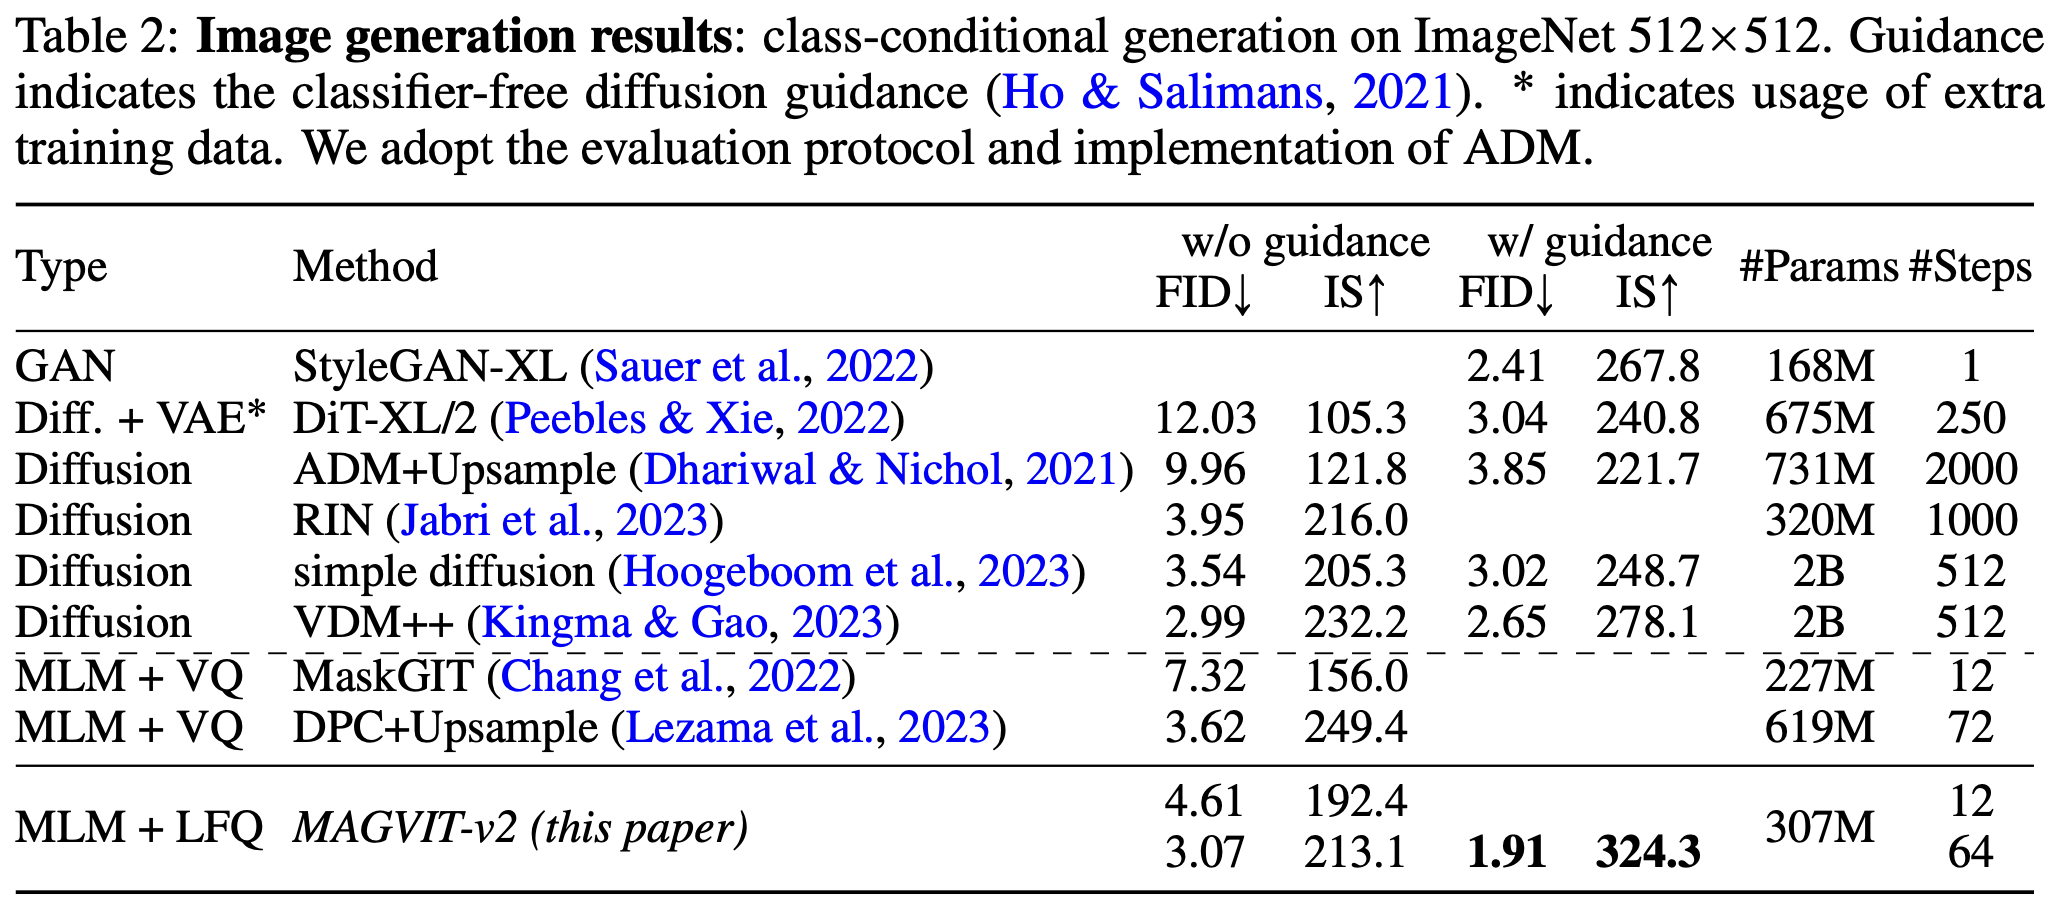 Table 2: Image generation results: class-conditional generation on ImageNet 512×512. Guidance
indicates the classifier-free diffusion guidance (Ho & Salimans, 2021). * indicates usage of extra
training data. We adopt the evaluation protocol and implementation of ADM.
Type Method w/o guidance w/ guidance #Params #Steps
FID↓ IS↑ FID↓ IS↑
GAN StyleGAN-XL (Sauer et al., 2022) 2.41 267.8 168M 1
Diff. + VAE* DiT-XL/2 (Peebles & Xie, 2022) 12.03 105.3 3.04 240.8 675M 250
Diffusion ADM+Upsample (Dhariwal & Nichol, 2021) 9.96 121.8 3.85 221.7 731M 2000
Diffusion RIN (Jabri et al., 2023) 3.95 216.0 320M 1000
Diffusion simple diffusion (Hoogeboom et al., 2023) 3.54 205.3 3.02 248.7 2B 512
Diffusion VDM++ (Kingma & Gao, 2023) 2.99 232.2 2.65 278.1 2B 512
MLM + VQ MaskGIT (Chang et al., 2022) 7.32 156.0 227M 12
MLM + VQ DPC+Upsample (Lezama et al., 2023) 3.62 249.4 619M 72
MLM + LFQ MAGVIT-v2 (this paper) 4.61 192.4 307M 12
3.07 213.1 1.91 324.3 64